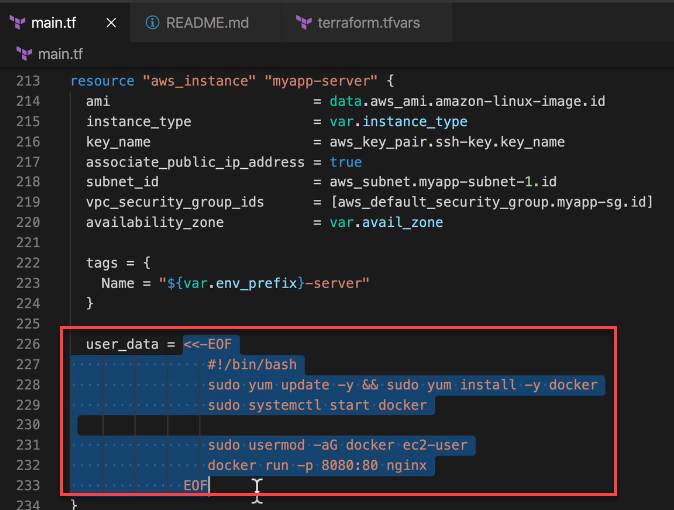 main.tf × README.md terraform.tfvars
main.tf
213 resource "aws_instance" "myapp-server" {
214 ami = data.aws_ami.amazon-linux-image.id
215 instance_type = var.instance_type
216 key_name = aws_key_pair.ssh-key.key_name
217 associate_public_ip_address = true
218 subnet_id = aws_subnet.myapp-subnet-1.id
219 vpc_security_group_ids = [aws_default_security_group.myapp-sg.id]
220 availability_zone = var.avail_zone
221
222 tags = {
223 Name = "${var.env_prefix}-server"
224 }
225
226 user_data = <<-EOF
227 #!/bin/bash
228 sudo yum update -y && sudo yum install -y docker
229 sudo systemctl start docker
230
231 sudo usermod -aG docker ec2-user
232 docker run -p 8080:80 nginx
233 EOF
234 }